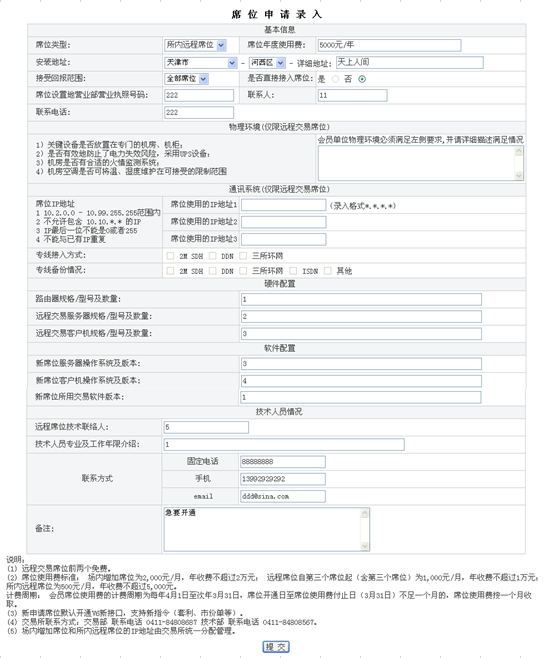 席 位 申 请 录 入
基本信息
席位类型: 所内远程席位 席位年度使用费: 5000元/年
安装地址: 天津市 - 河西区 - 详细地址: 天上人间
接受回报范围: 全部席位 是否直接接入席位: 是 否
席位设置地营业部营业执照号码: 222 联系人: 11
联系电话: 222
物理环境(仅限远程交易席位)
会员单位物理环境必须满足左侧要求,并请详细描述满足情况
1) 关键设备是否放置在专门的机房、机柜;
2) 是否有效地防止了电力失效风险, 采用UPS设备;
3) 机房是否有合适的火情监测系统;
4) 机房空调是否可将温、湿度维护在可接受的限制范围
通讯系统(仅限远程交易席位)
席位IP地址
1 10.2.0.0 - 10.99.255.255范围内
2 不允许包含 10.10.*.* 的IP
3 IP最后一位不能是0或者255
4 不能与已有IP重复
席位使用的IP地址1 (录入格式*.*.*.*)
席位使用的IP地址2
席位使用的IP地址3
专线接入方式: 2M SDH DDN 三所环网
专线备份情况: 2M SDH DDN 三所环网 ISDN 其他
硬件配置
路由器规格/型号及数量: 1
远程交易服务器规格/型号及数量: 2
远程交易客户机规格/型号及数量: 3
软件配置
新席位服务器操作系统及版本: 3
新席位客户机操作系统及版本: 4
新席位所用交易软件版本: 1
技术人员情况
远程席位技术联络人: 5
技术人员专业及工作年限介绍: 1
联系方式
固定电话 88888888
手机 13992929292
email ddd@sina.com
备注: 急要开通
说明:
(1) 远程交易席位前两个免费。
(2) 席位使用费标准: 场内增加席位为2,000元/月, 年收费不超过2万元; 远程席位自第三个席位起 (含第三个席位) 为1,000元/月, 年收费不超过1万元;
所内远程席位为500元/月, 年收费不超过5,000元。
计费周期: 会员席位使用费的计费周期为每年4月1日至次年3月31日, 席位开通日至席位使用费付止日 (3月31日) 不足一个月的, 席位使用费按一个月收
取。
(3) 新申请席位默认开通V6新接口, 支持新指令 (套利、市价单等) 。
(4) 交易所联系方式: 交易部 联系电话 0411-84808687 技术部 联系电话 0411-84808567。
(5) 场内增加席位和所内远程席位的IP地址由交易所统一分配管理。
提 交